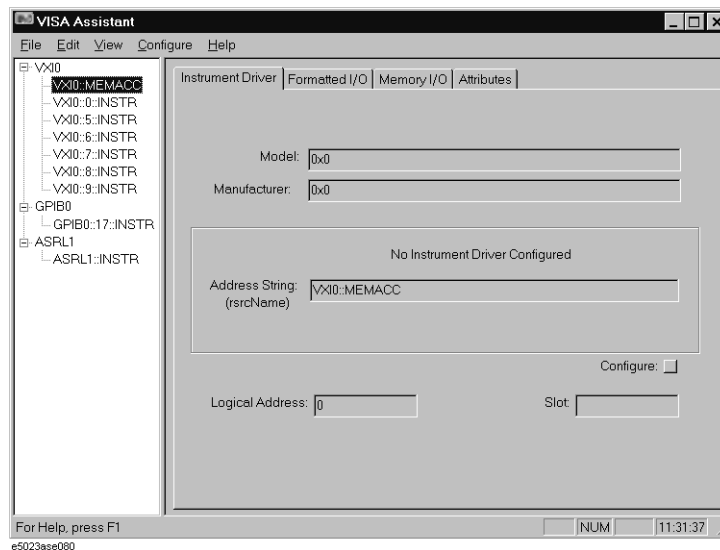 VISA Assistant
File Edit View Configure Help
VXI0
VXI0::MEMACC
VXI0::0::INSTR
VXI0::5::INSTR
VXI0::6::INSTR
VXI0::7::INSTR
VXI0::8::INSTR
VXI0::9::INSTR
GPIB0
GPIB0::17::INSTR
ASRL1
ASRL1::INSTR
Instrument Driver Formatted I/O Memory I/O Attributes
Model: 0x0
Manufacturer: 0x0
No Instrument Driver Configured
Address String: VXI0::MEMACC
(rsrcName)
Configure:
Logical Address: 0 Slot:
For Help, press F1 NUM 11:31:37
e5023ase080